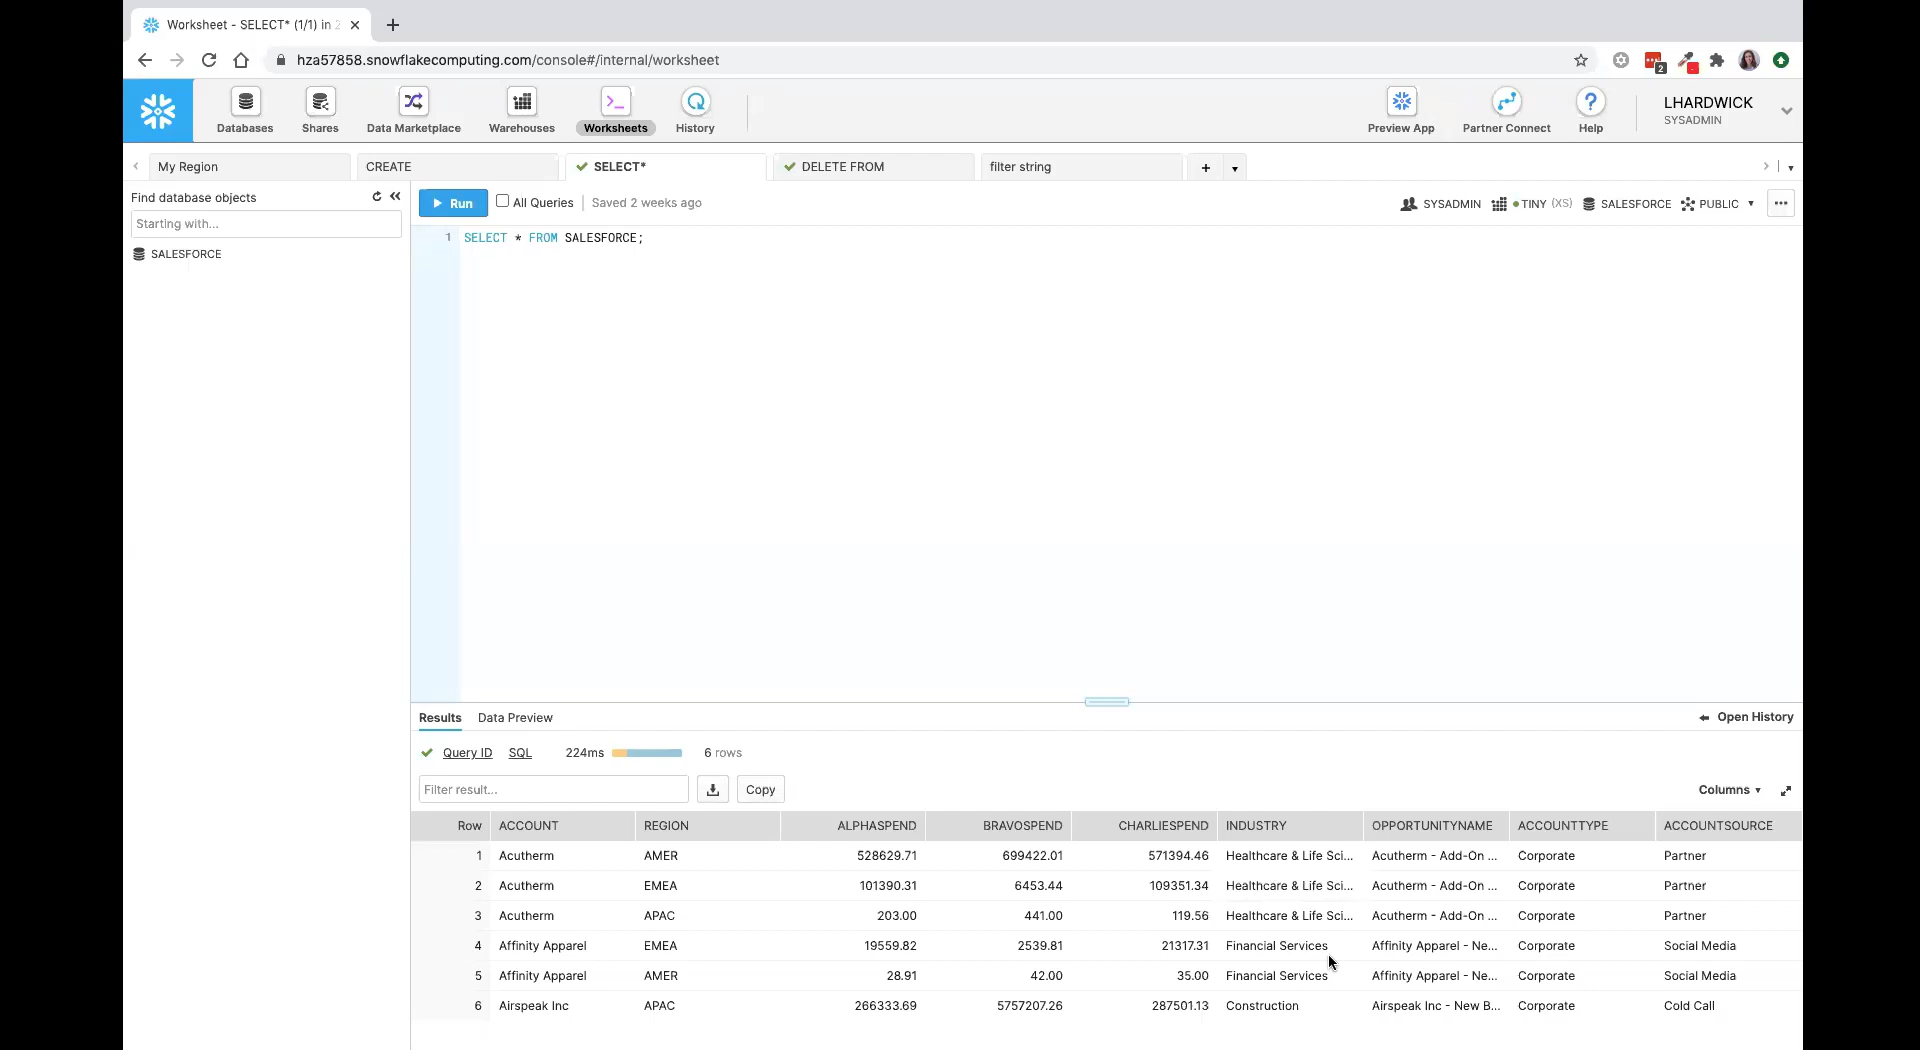 Worksheet - SELECT* (1/1) in 2
hza57858.snowflakecomputing.com/console#/internal/worksheet
2
Databases
Shares
Data Marketplace
Warehouses
Worksheets
History
Preview App
Partner Connect
Help
LHARDWICK
SYSADMIN
My Region
CREATE
SELECT*
DELETE FROM
filter string
Find database objects
Starting with...
SALESFORCE
Run
All Queries
Saved 2 weeks ago
SYSADMIN
TINY (XS)
SALESFORCE
PUBLIC
1 SELECT * FROM SALESFORCE;
Results
Data Preview
Open History
Query ID SQL 224ms 6 rows
Filter result...
Copy
Columns
Row ACCOUNT REGION ALPHASPEND BRAVOSPEND CHARLIESPEND INDUSTRY OPPORTUNITYNAME ACCOUNTTYPE ACCOUNTSOURCE
1 Acutherm AMER 528629.71 699422.01 571394.46 Healthcare & Life Sci... Acutherm - Add-On ... Corporate Partner
2 Acutherm EMEA 101390.31 6453.44 109351.34 Healthcare & Life Sci... Acutherm - Add-On ... Corporate Partner
3 Acutherm APAC 203.00 441.00 119.56 Healthcare & Life Sci... Acutherm - Add-On ... Corporate Partner
4 Affinity Apparel EMEA 19559.82 2539.81 21317.31 Financial Services Affinity Apparel - Ne... Corporate Social Media
5 Affinity Apparel AMER 28.91 42.00 35.00 Financial Services Affinity Apparel - Ne... Corporate Social Media
6 Airspeak Inc APAC 266333.69 5757207.26 287501.13 Construction Airspeak Inc - New B... Corporate Cold Call